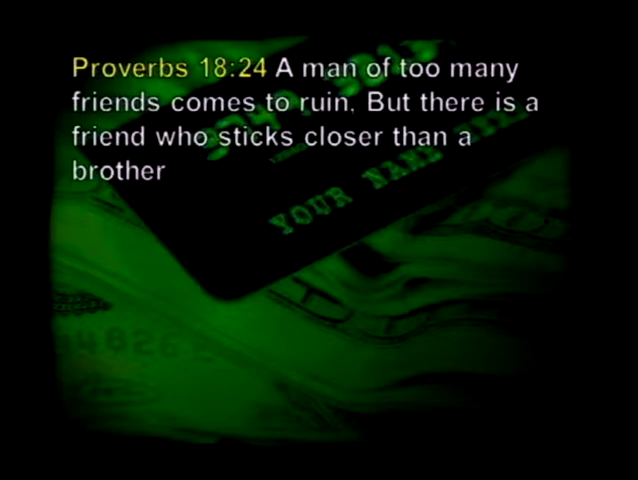 Proverbs 18:24 A man of too many
friends comes to ruin, But there is a
friend who sticks closer than a
brother
YOUR NAME